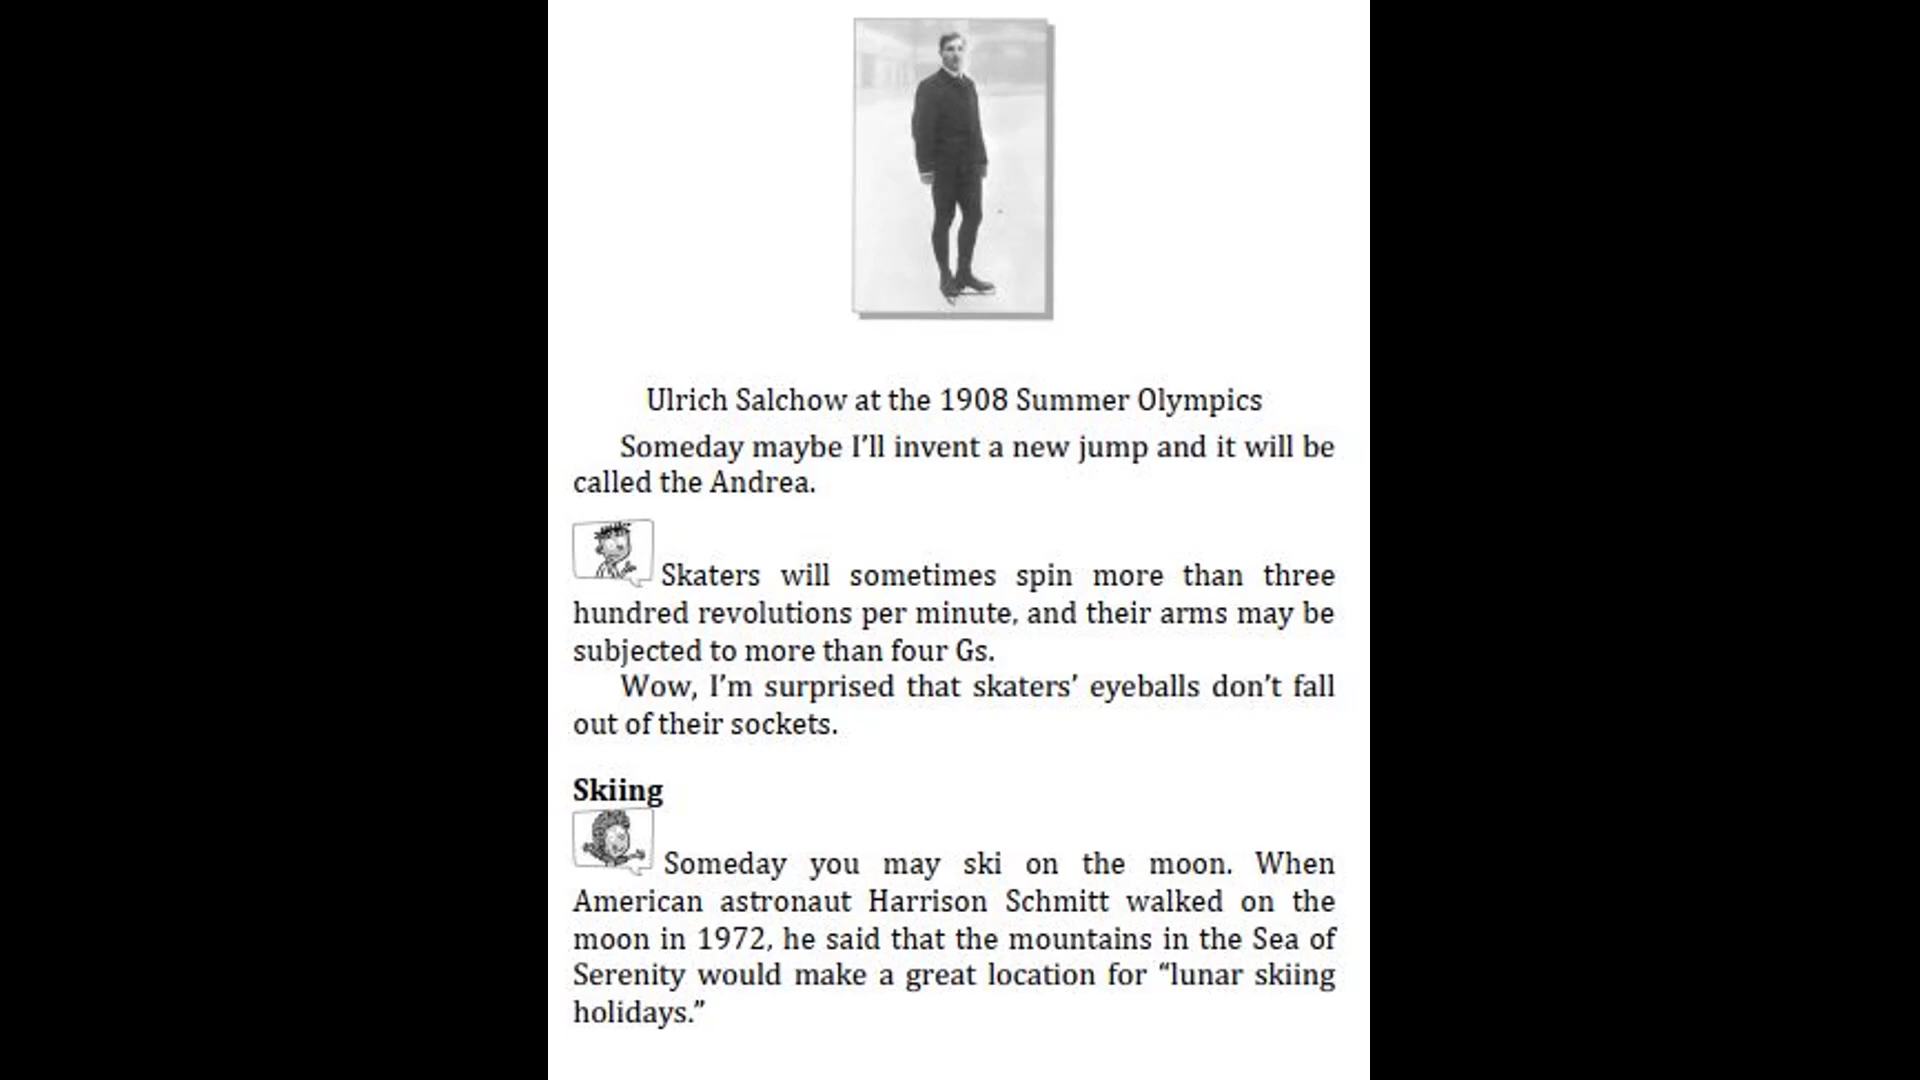 Ulrich Salchow at the 1908 Summer Olympics
Someday maybe I’ll invent a new jump and it will be
called the Andrea.
Skaters will sometimes spin more than three
hundred revolutions per minute, and their arms may be
subjected to more than four Gs.
Wow, I’m surprised that skaters’ eyeballs don’t fall
out of their sockets.
Skiing
Someday you may ski on the moon. When
American astronaut Harrison Schmitt walked on the
moon in 1972, he said that the mountains in the Sea of
Serenity would make a great location for “lunar skiing
holidays.”